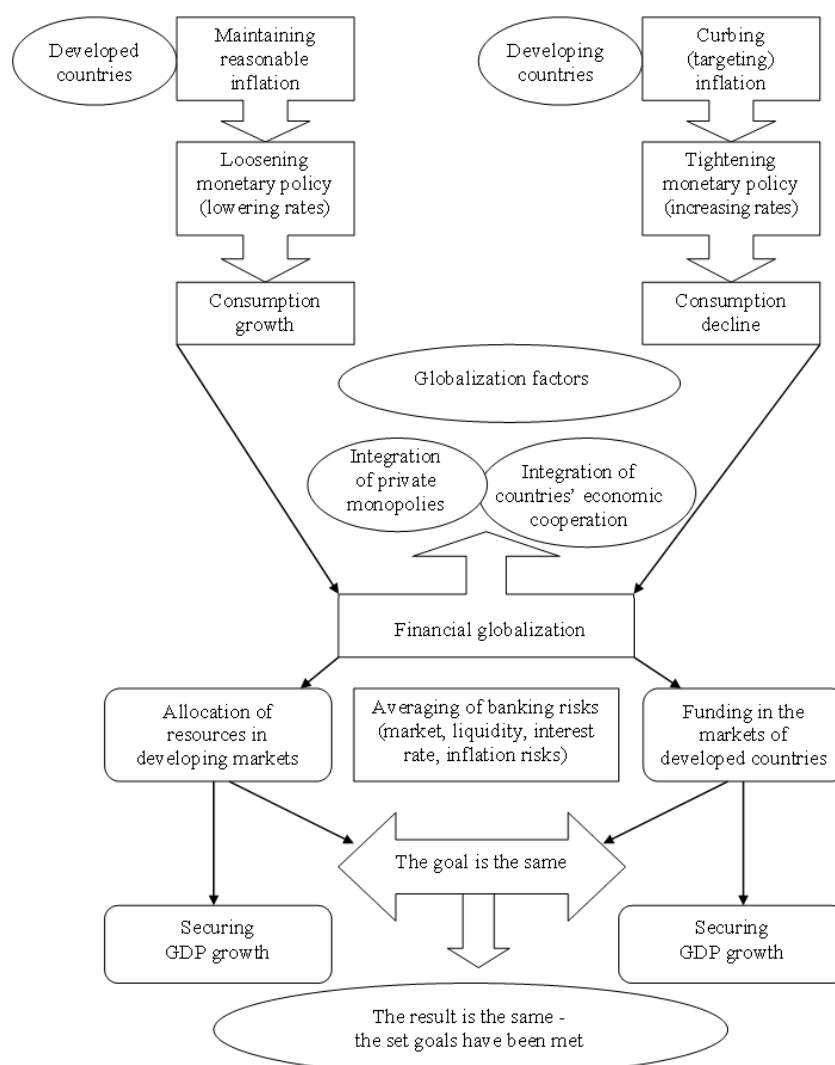 Developed
countries
Maintaining
reasonable
inflation
Developing
countries
Curbing
(targeting)
inflation
Loosening
monetary policy
(lowering rates)
Tightening
monetary policy
(increasing rates)
Consumption
growth
Consumption
decline
Globalization factors
Integration
of private
monopolies
Integration of
countries’ economic
cooperation
Financial globalization
Allocation of
resources in
developing markets
Averaging of banking risks
(market, liquidity, interest
rate, inflation risks)
Funding in the
markets of
developed countries
The goal is the same
Securing
GDP growth
Securing
GDP growth
The result is the same -
the set goals have been met